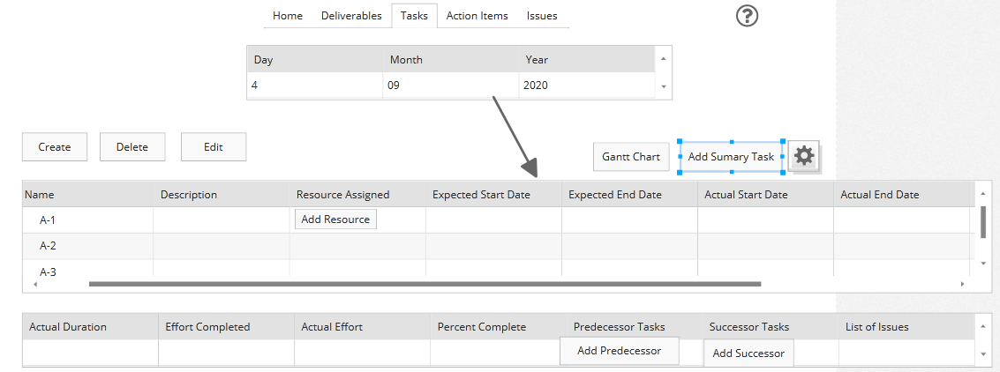 Home Deliverables Tasks Action Items Issues ?
Day Month Year
4 09 2020
Create Delete Edit Gantt Chart Add Sumary Task
Name Description Resource Assigned Expected Start Date Expected End Date Actual Start Date Actual End Date
A-1 Add Resource
A-2
A-3
Actual Duration Effort Completed Actual Effort Percent Complete Predecessor Tasks Successor Tasks List of Issues
Add Predecessor Add Successor